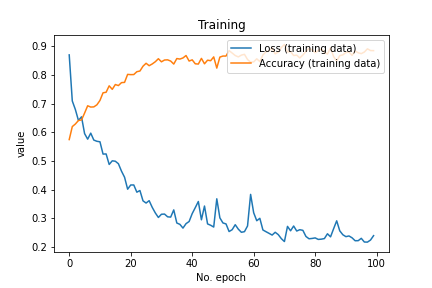 Training
Loss (training data)
Accuracy (training data)
value
0.9
0.8
0.7
0.6
0.5
0.4
0.3
0.2
0 20 40 60 80 100
No. epoch